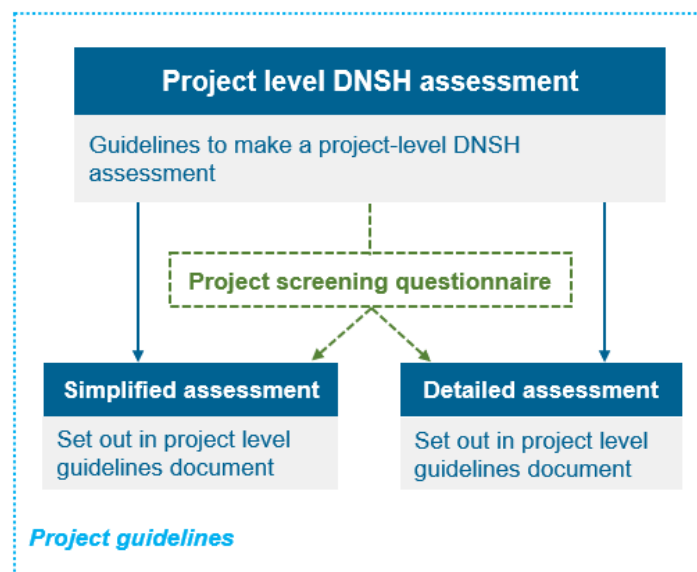 Project level DNSH assessment
Guidelines to make a project-level DNSH
assessment
Project screening questionnaire
Simplified assessment
Set out in project level
guidelines document
Detailed assessment
Set out in project level
guidelines document
Project guidelines